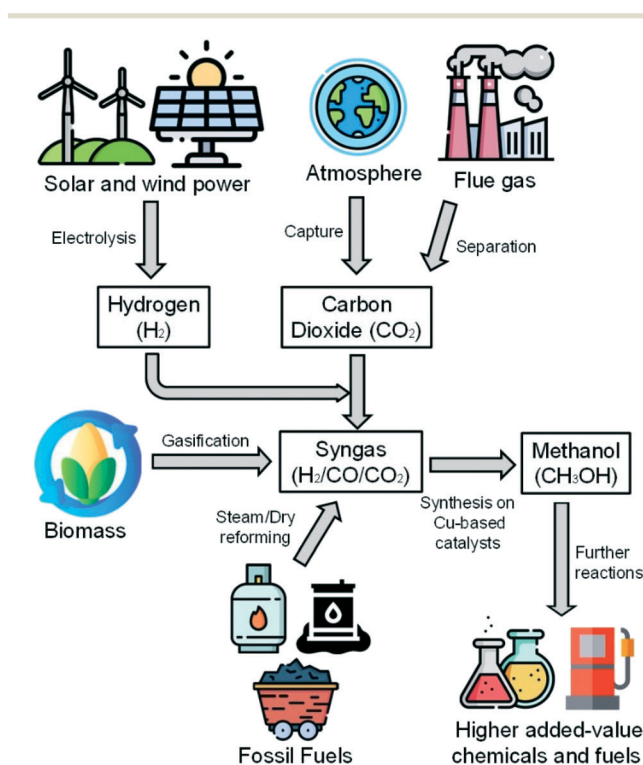 Solar and wind power
Atmosphere
Flue gas
Electrolysis
Capture
Separation
Hydrogen
(H₂)
Carbon
Dioxide (CO₂)
Gasification
Biomass
Syngas
(H₂/CO/CO₂)
Methanol
(CH₃OH)
Steam/Dry
reforming
Synthesis on
Cu-based
catalysts
Further
reactions
Fossil Fuels
Higher added-value
chemicals and fuels